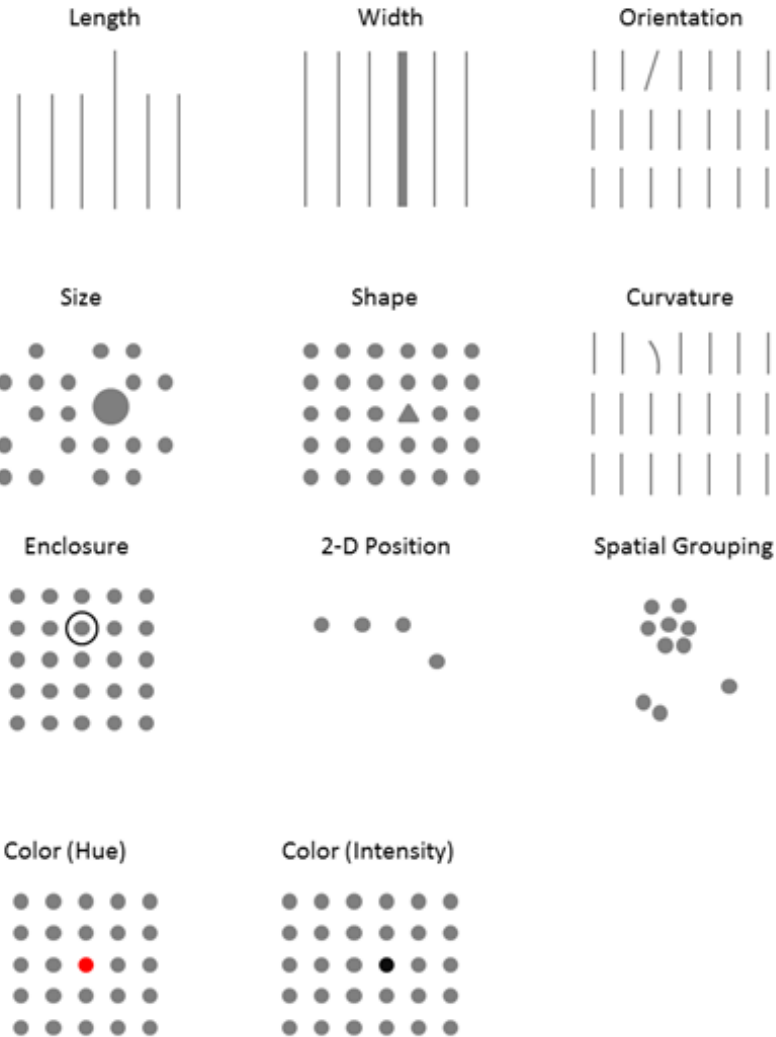 Length
Width
Orientation
Size
Shape
Curvature
Enclosure
2-D Position
Spatial Grouping
Color (Hue)
Color (Intensity)